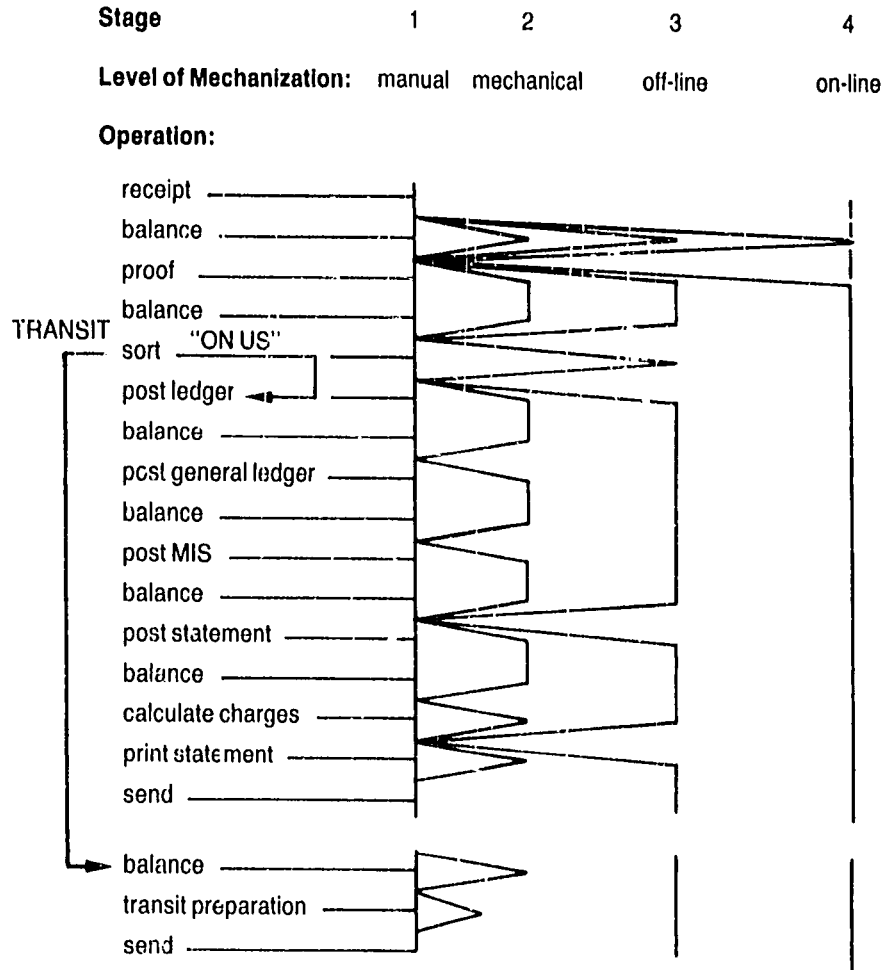 Stage 1 2 3 4
Level of Mechanization: manual mechanical off-line on-line
Operation:
receipt
balance
proof
balance
TRANSIT
sort "ON US"
post ledger
balance
post general ledger
balance
post MIS
balance
post statement
balance
calculate charges
print statement
send
balance
transit preparation
send